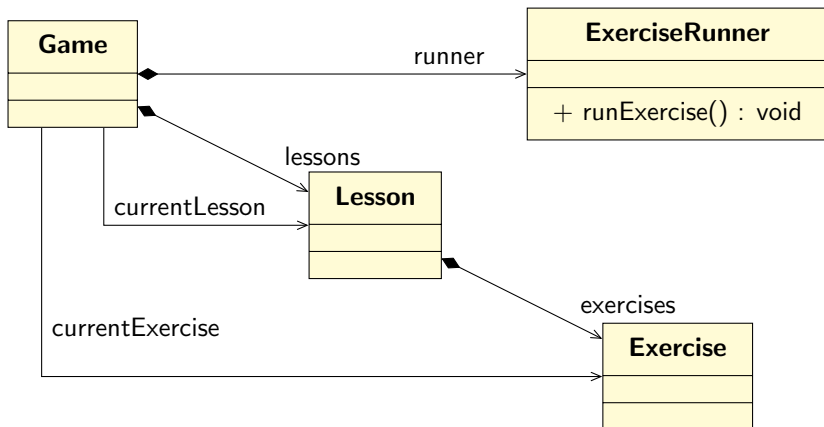 Game
runner
ExerciseRunner
+ runExercise() : void
lessons
Lesson
currentLesson
exercises
currentExercise
Exercise